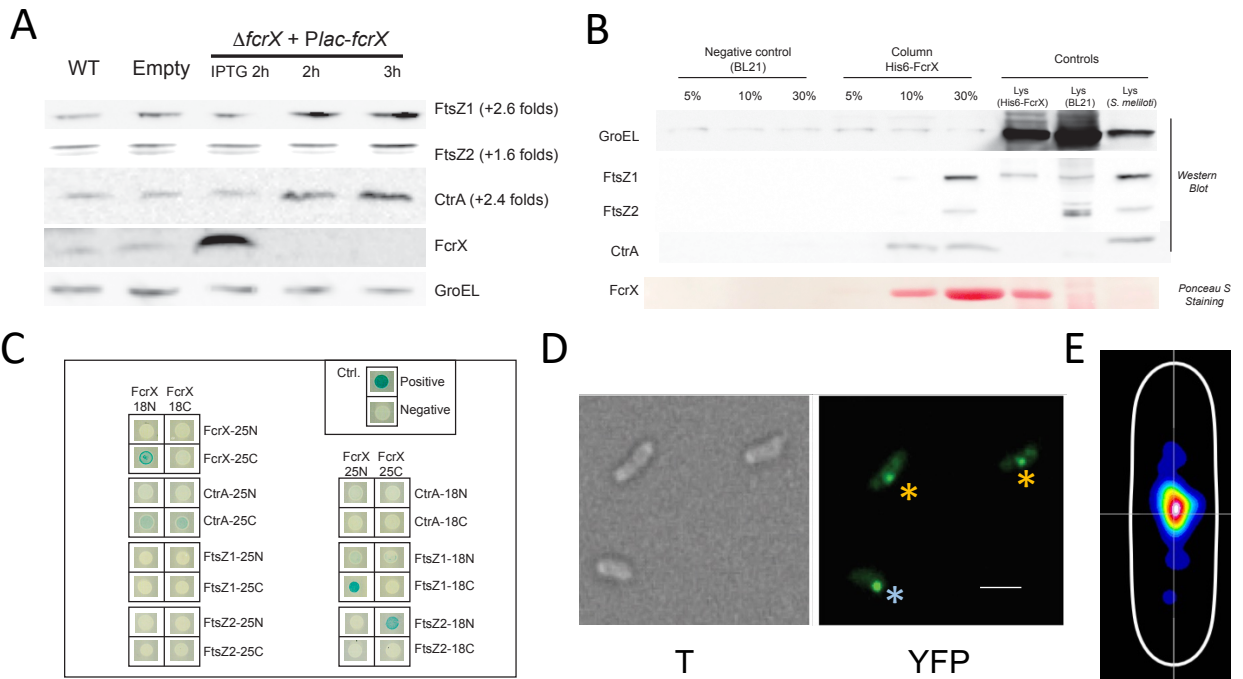 A
ΔfcrX + Plac-fcrX
WT Empty IPTG 2h 2h 3h
FtsZ1 (+2.6 folds)
FtsZ2 (+1.6 folds)
CtrA (+2.4 folds)
FcrX
GroEL
B
Negative control
(BL21)
Column
His6-FcrX
Controls
5% 10% 30% 5% 10% 30%
Lys
(His6-FcrX)
Lys
(BL21)
Lys
(S. meliloti)
GroEL
FtsZ1
FtsZ2
CtrA
Western
Blot
FcrX
Ponceau S
Staining
C
Ctrl.
Positive
Negative
FcrX
18N
FcrX
18C
FcrX-25N
FcrX-25C
CtrA-25N
CtrA-25C
FtsZ1-25N
FtsZ1-25C
FtsZ2-25N
FtsZ2-25C
FcrX
25N
FcrX
25C
CtrA-18N
CtrA-18C
FtsZ1-18N
FtsZ1-18C
FtsZ2-18N
FtsZ2-18C
D
*
*
*
T
YFP
E